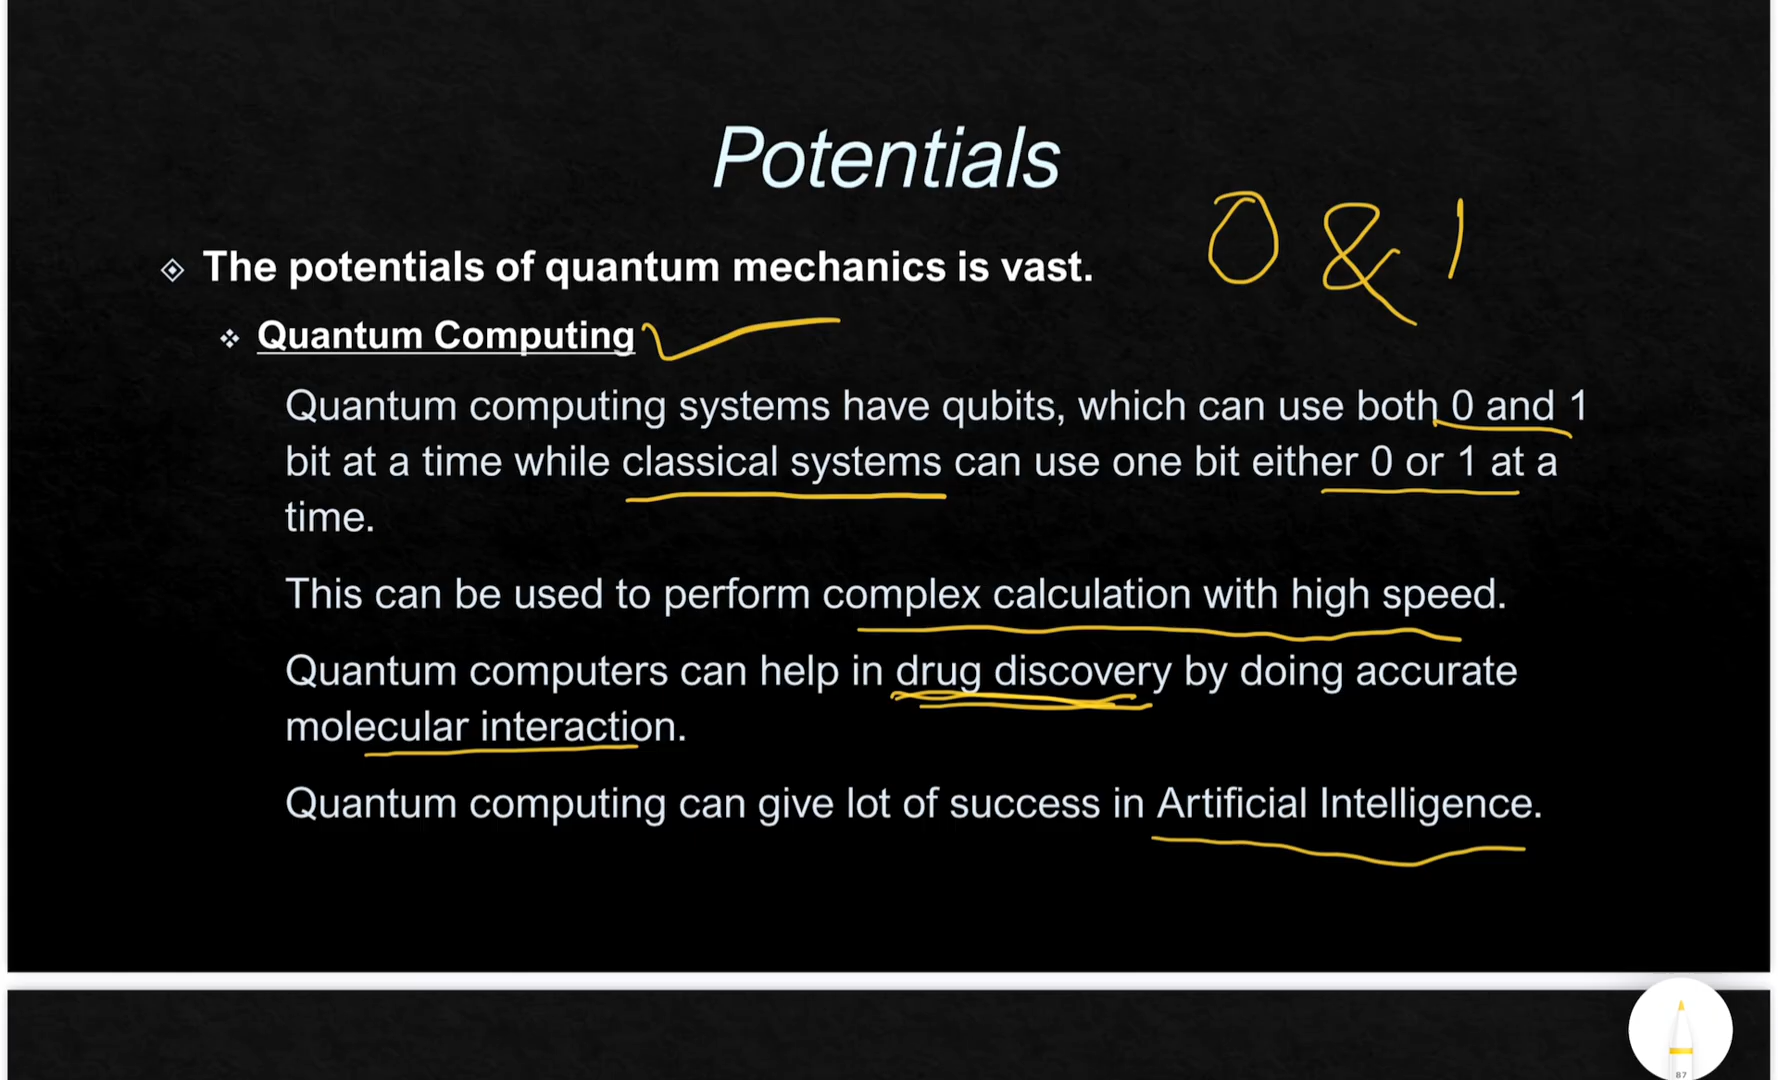 Potentials
0 & 1
The potentials of quantum mechanics is vast.
Quantum Computing
Quantum computing systems have qubits, which can use both 0 and 1
bit at a time while classical systems can use one bit either 0 or 1 at a
time.
This can be used to perform complex calculation with high speed.
Quantum computers can help in drug discovery by doing accurate
molecular interaction.
Quantum computing can give lot of success in Artificial Intelligence.
87